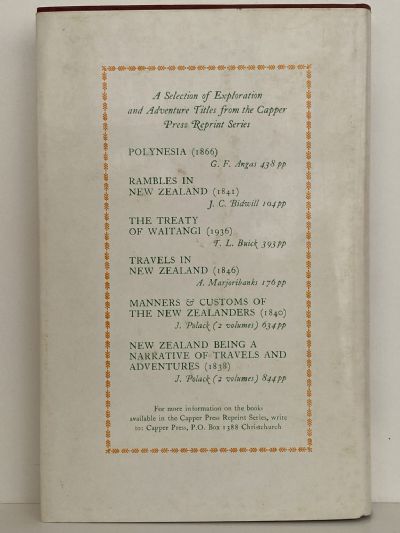 A Selection of Exploration
and Adventure Titles from the Capper
Press Reprint Series
POLYNESIA (1866)
G. F. Angas 438 pp
RAMBLES IN
NEW ZEALAND (1841)
J. C. Bidwill 104 pp
THE TREATY
OF WAITANGI (1936)
T. L. Buick 393 pp
TRAVELS IN
NEW ZEALAND (1846)
A. Marjoribanks 176 pp
MANNERS & CUSTOMS OF
THE NEW ZEALANDERS (1840)
J. Polack (2 volumes) 634 pp
NEW ZEALAND BEING A
NARRATIVE OF TRAVELS AND
ADVENTURES (1838)
J. Polack (2 volumes) 844 pp
For more information on the books
available in the Capper Press Reprint Series, write
to: Capper Press, P.O. Box 1388 Christchurch